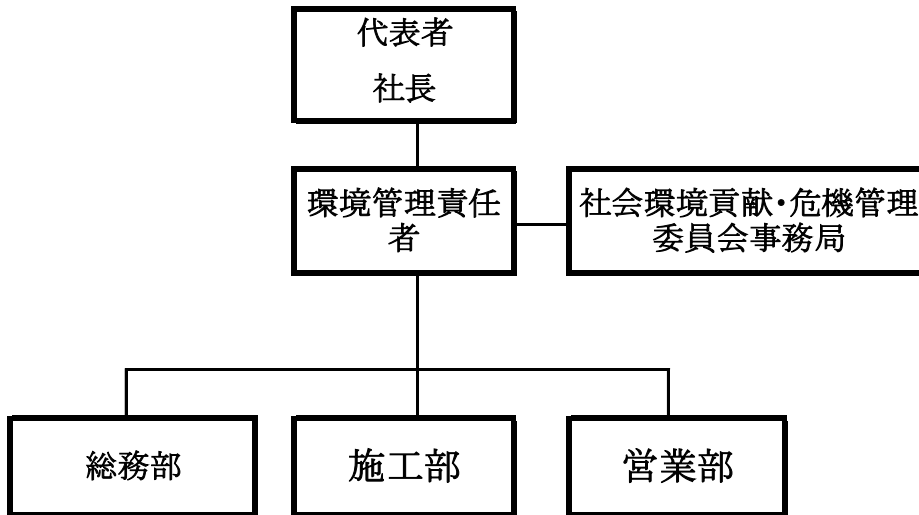 代表者
社長
環境管理責任
者
社会環境貢献・危機管理
委員会事務局
総務部
施工部
営業部